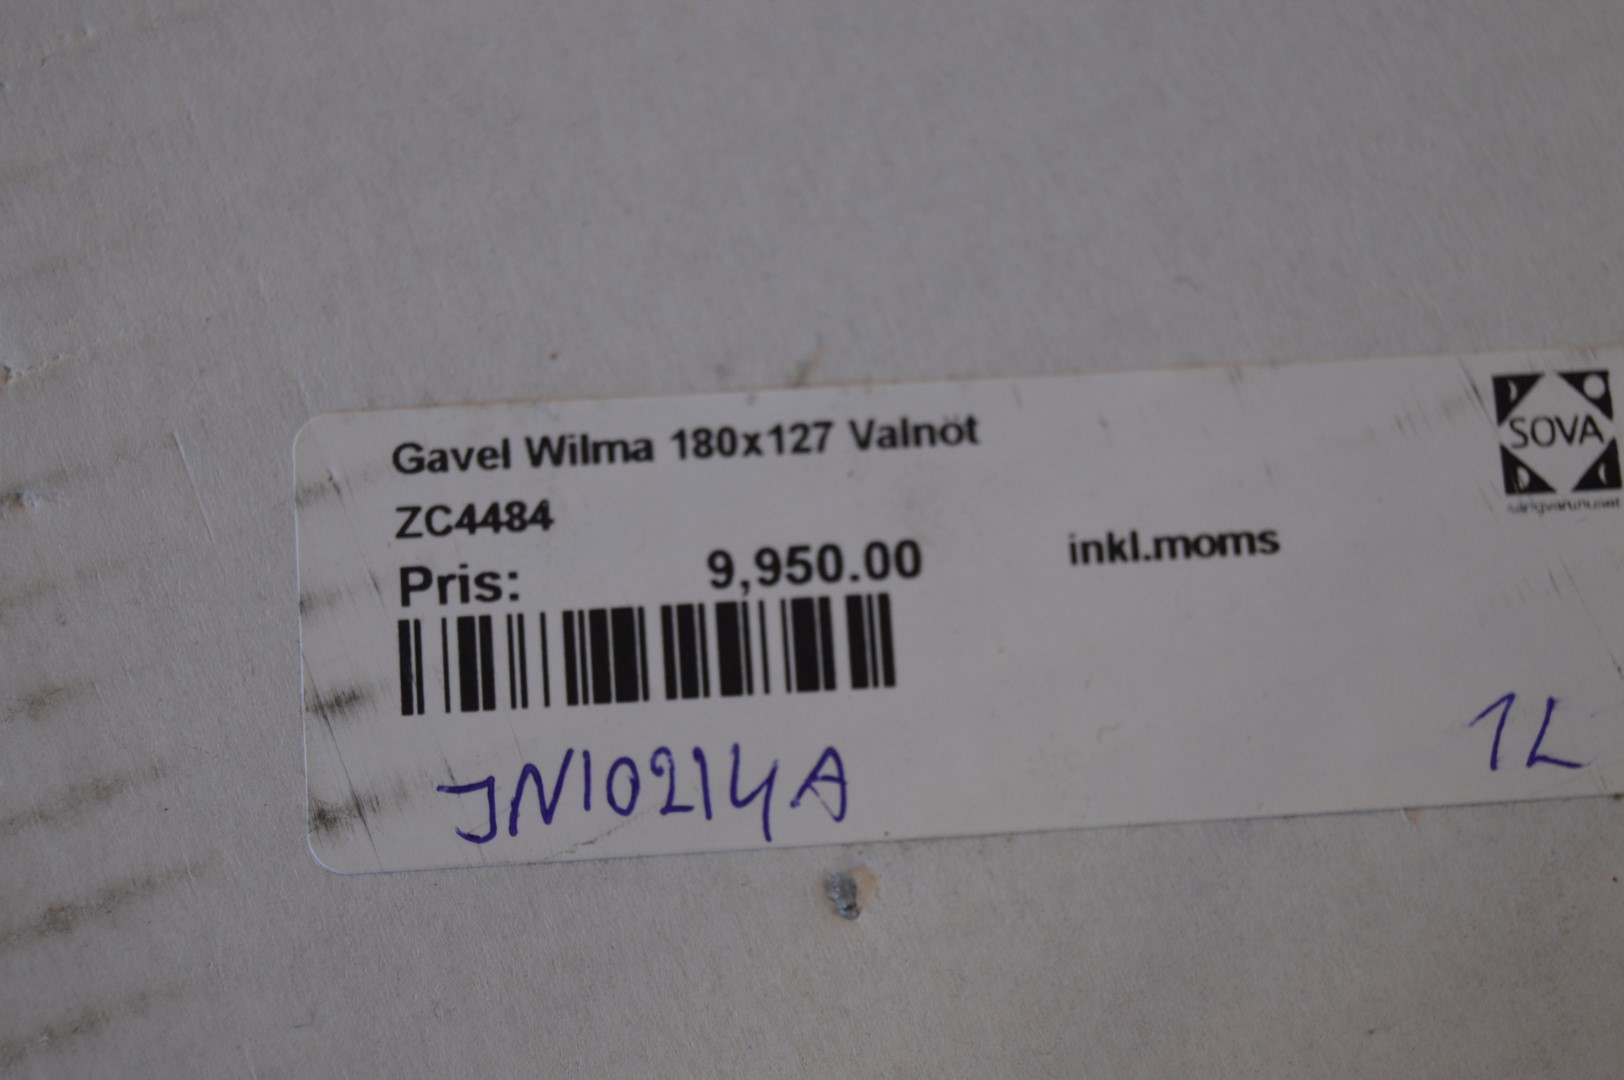 Gavel Wilma 180x127 Valnöt
SOVA
ZC4484
Pris: 9,950.00 inkl.moms
JN10214A 1L